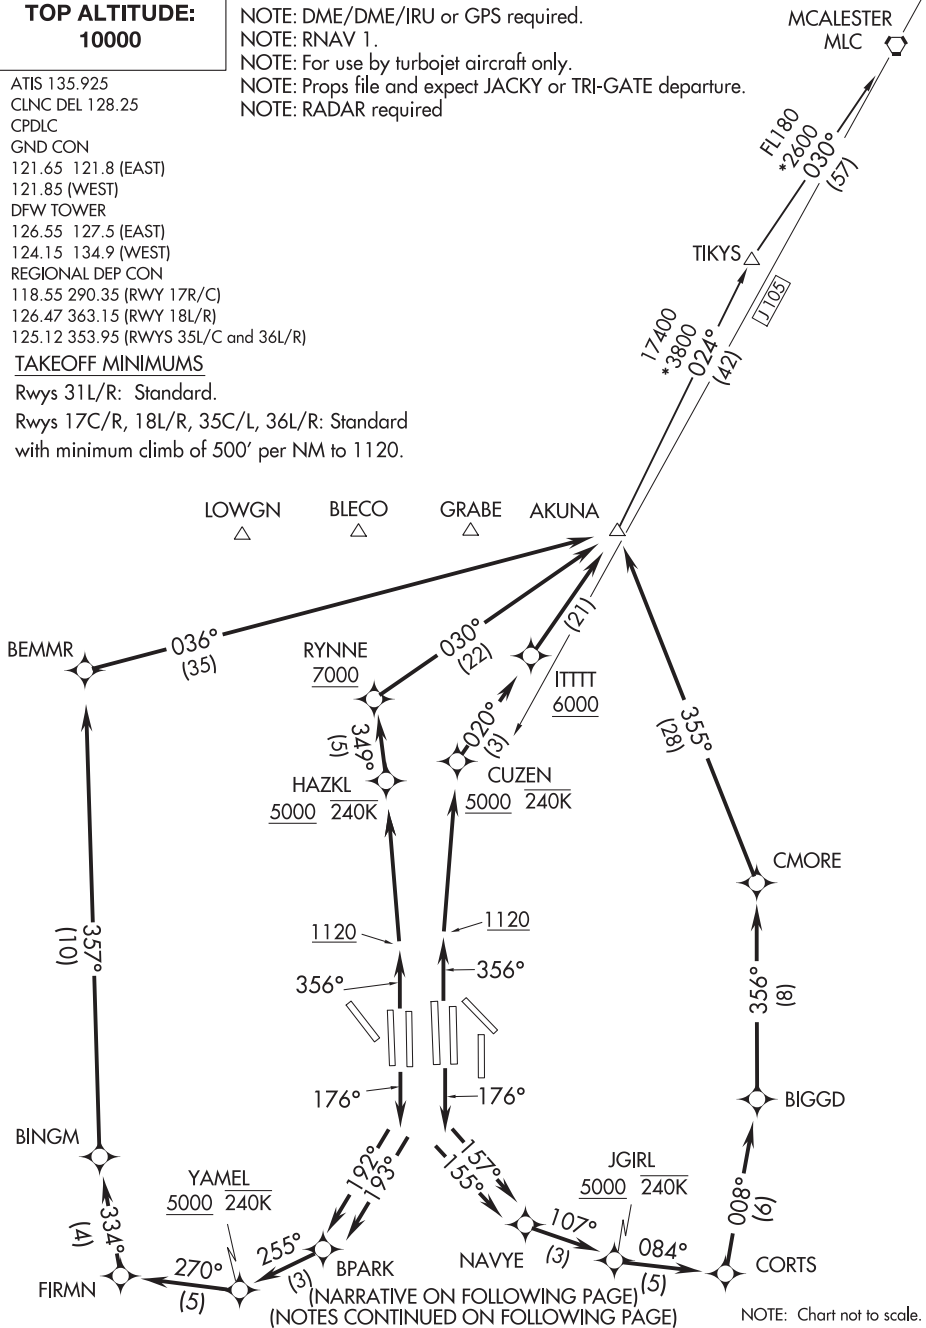 TOP ALTITUDE:
10000
NOTE: DME/DME/IRU or GPS required.
NOTE: RNAV 1.
NOTE: For use by turbojet aircraft only.
NOTE: Props file and expect JACKY or TRI-GATE departure.
NOTE: RADAR required
MCALESTER
MLC
ATIS 135.925
CLNC DEL 128.25
CPDLC
GND CON
121.65 121.8 (EAST)
121.85 (WEST)
DFW TOWER
126.55 127.5 (EAST)
124.15 134.9 (WEST)
REGIONAL DEP CON
118.55 290.35 (RWY 17R/C)
126.47 363.15 (RWY 18L/R)
125.12 353.95 (RWYS 35L/C and 36L/R)
TAKEOFF MINIMUMS
Rwys 31L/R: Standard.
Rwys 17C/R, 18L/R, 35C/L, 36L/R: Standard
with minimum climb of 500' per NM to 1120.
FL180
*2600
030°
(57)
TIKYS
J 105
17400
*3800
024°
(42)
LOWGN
BLECO
GRABE
AKUNA
BEMMR
036°
(35)
RYNNE
7000
030°
(22)
(21)
ITTTT
6000
349°
(5)
020°
(3)
HAZKL
5000 240K
CUZEN
5000 240K
355°
(28)
CMORE
357°
(10)
1120
1120
356°
356°
356°
(8)
176°
176°
BIGGD
BINGM
192°
193°
157°
155°
YAMEL
5000 240K
JGIRL
5000 240K
334°
(4)
255°
(3)
BPARK
NAVYE
107°
(3)
084°
(5)
008°
(9)
CORTS
FIRMN
270°
(5)
(NARRATIVE ON FOLLOWING PAGE)
(NOTES CONTINUED ON FOLLOWING PAGE)
NOTE: Chart not to scale.